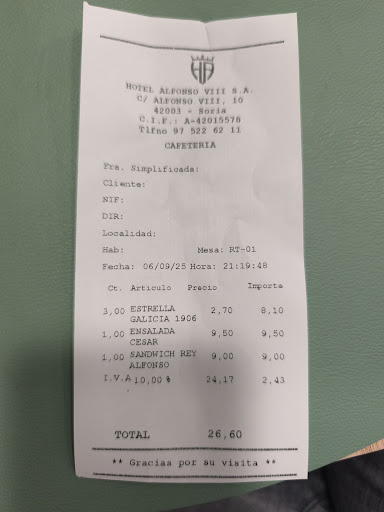 HA
HOTEL ALFONSO VIII S.A.
C/ ALFONSO VIII, 10
42003 - Soria
C.I.F.: A-42015578
Tlfno 97 522 62 11
CAFETERIA
Fra. Simplificada:
Cliente:
NIF:
DIR:
Localidad:
Hab: Mesa: RT-01
Fecha: 06/09/25 Hora: 21:19:48
Ct. Articulo Precio Importe
3,00 ESTRELLA GALICIA 1906 2,70 8,10
1,00 ENSALADA CESAR 9,50 9,50
1,00 SANDWICH REY ALFONSO 9,00 9,00
I.V.A 10,00 % 24,17 2,43
TOTAL 26,60
** Gracias por su visita **